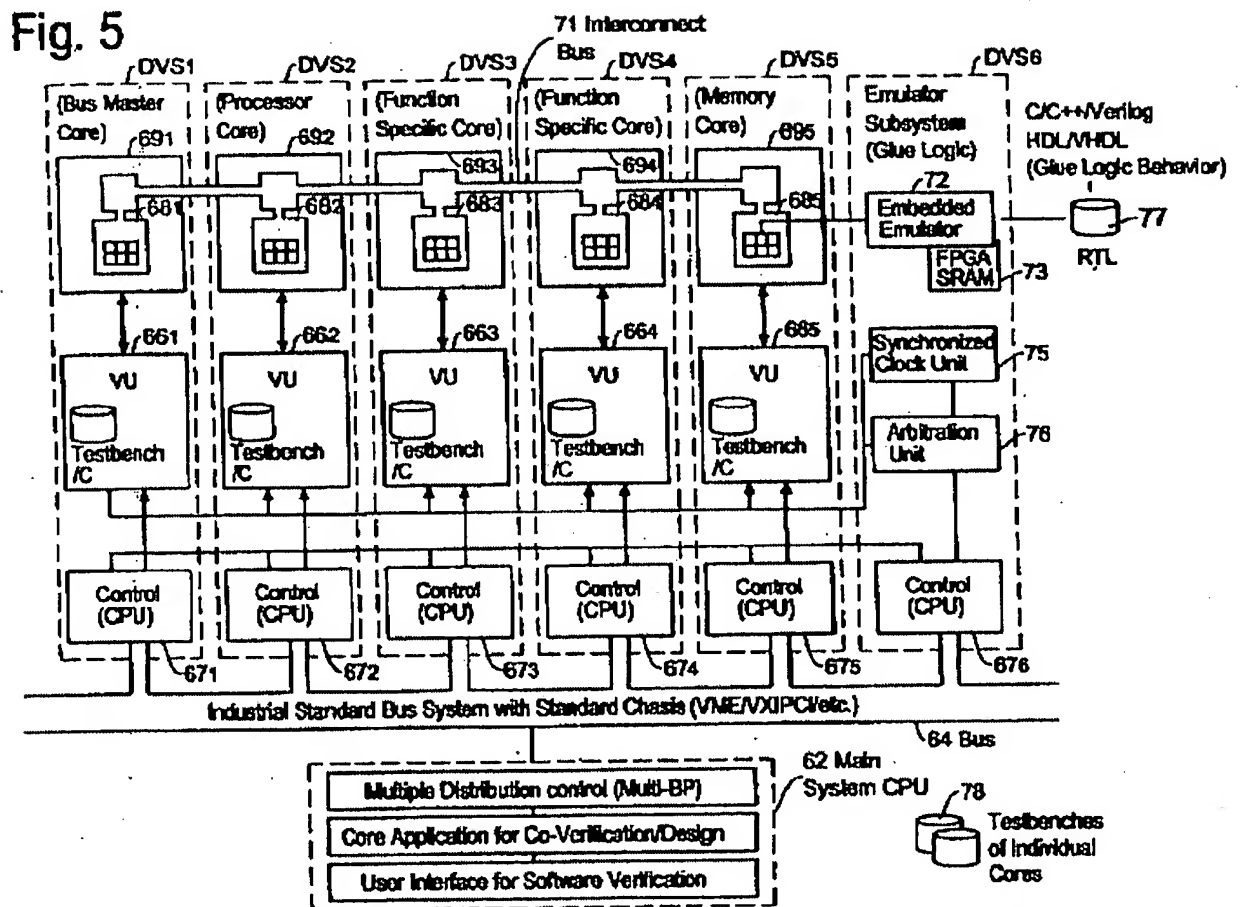 Fig. 5
71 Interconnect
Bus
DVS1
DVS2
DVS3
DVS4
DVS5
DVS6
(Bus Master
Core)
691
(Processor
Core)
692
(Function
Specific Core)
693
(Function
Specific Core)
694
(Memory
Core)
695
Emulator
Subsystem
(Glue Logic)
C/C++/Verilog
HDL/VHDL
(Glue Logic Behavior)
681
682
683
684
685
72
Embedded
Emulator
FPGA
SRAM
73
77
RTL
661
662
663
664
665
VU
Testbench
/C
VU
Testbench
/C
VU
Testbench
/C
VU
Testbench
/C
VU
Testbench
/C
Synchronized
Clock Unit
75
Arbitration
Unit
76
Control
(CPU)
Control
(CPU)
Control
(CPU)
Control
(CPU)
Control
(CPU)
Control
(CPU)
671
672
673
674
675
676
Industrial Standard Bus System with Standard Chasis (VME/VXIPCI/etc.)
64 Bus
62 Main
System CPU
Multiple Distribution control (Multi-BP)
Core Application for Co-Verification/Design
User Interface for Software Verification
78
Testbenches
of Individual
Cores